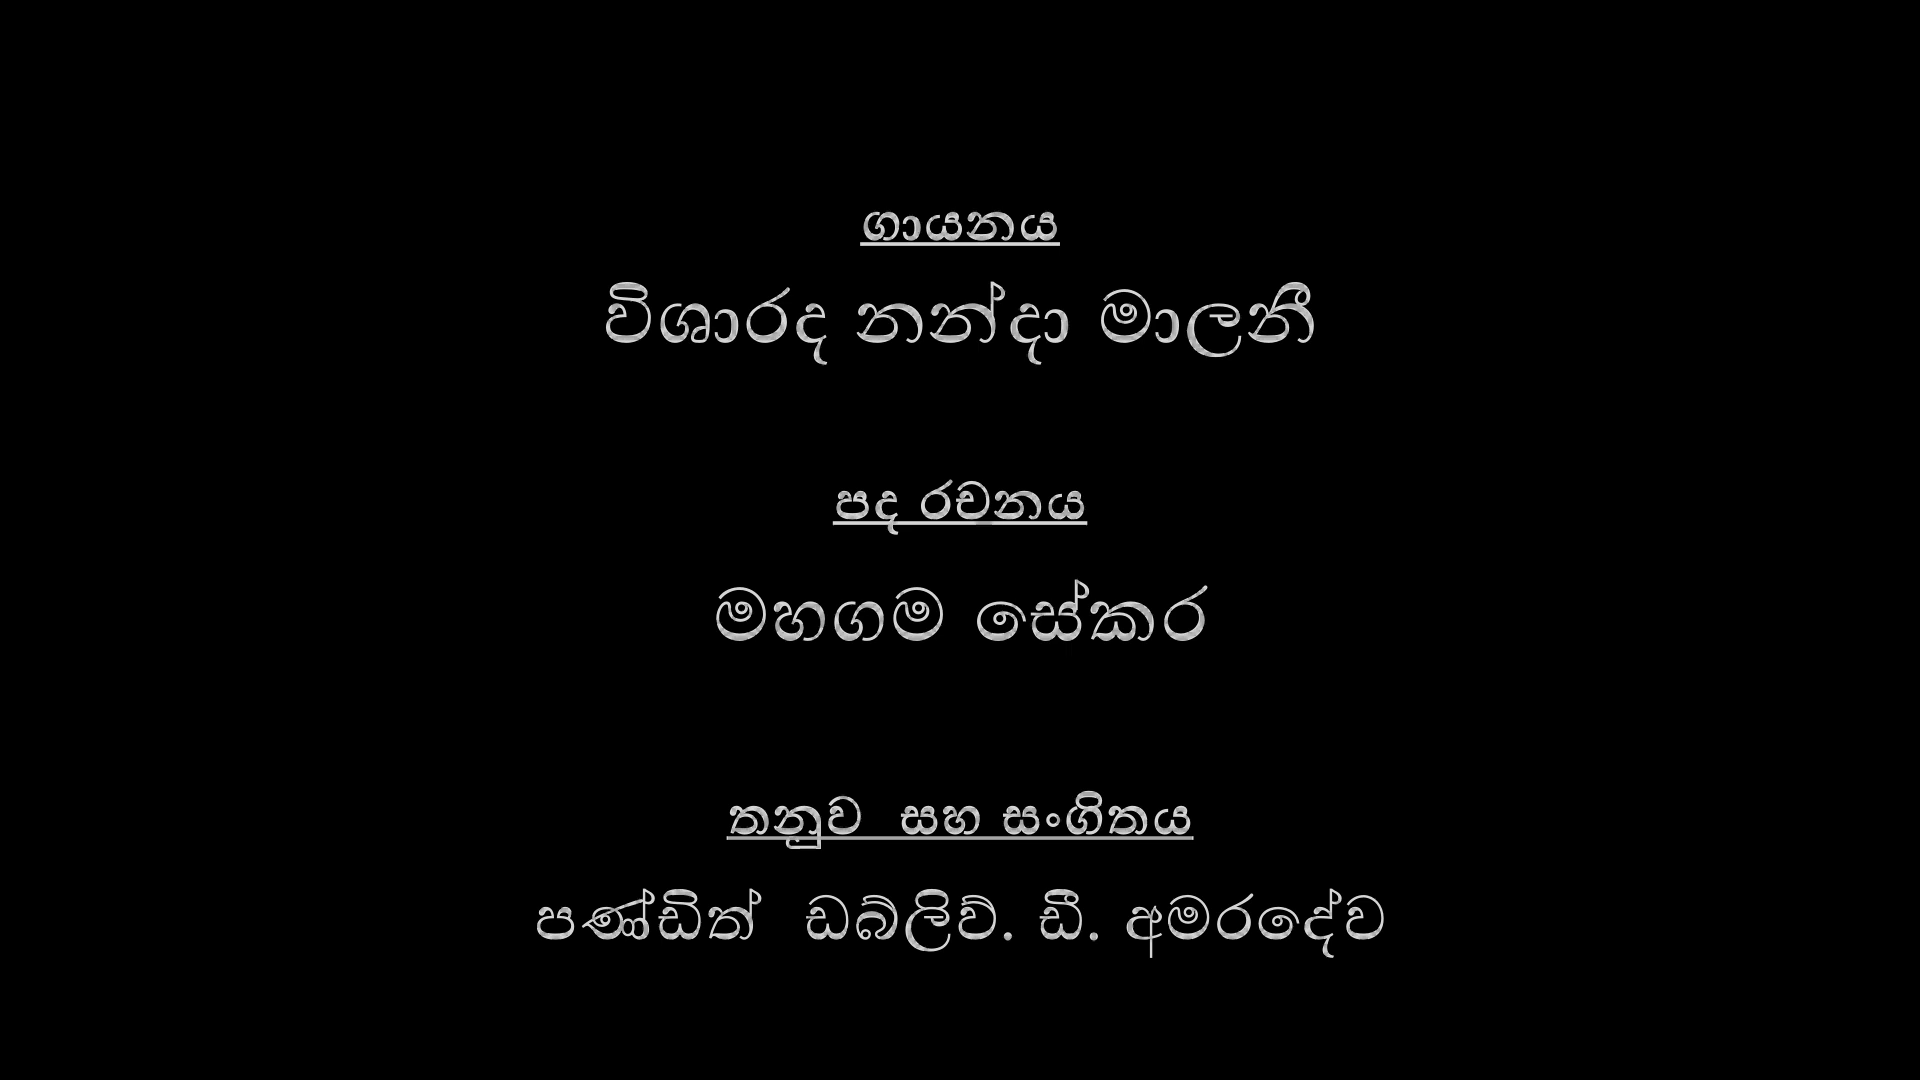 ගායනය
විශාරද නන්දා මාලනී
පද රචනය
මහගම සේකර
තනුව  සහ සංගිතය
පණ්ඩිත්  ඩබ්ලිව්. ඩී. අමරදේව